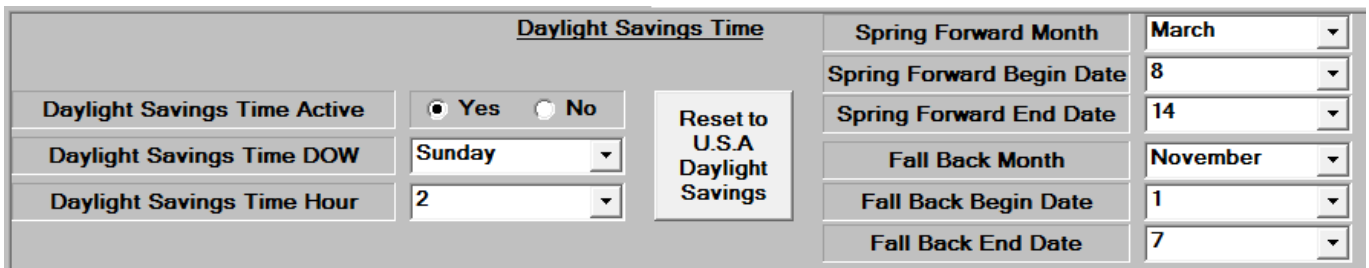 Daylight Savings Time
Daylight Savings Time Active Yes No
Daylight Savings Time DOW Sunday
Daylight Savings Time Hour 2
Reset to
U.S.A
Daylight
Savings
Spring Forward Month March
Spring Forward Begin Date 8
Spring Forward End Date 14
Fall Back Month November
Fall Back Begin Date 1
Fall Back End Date 7